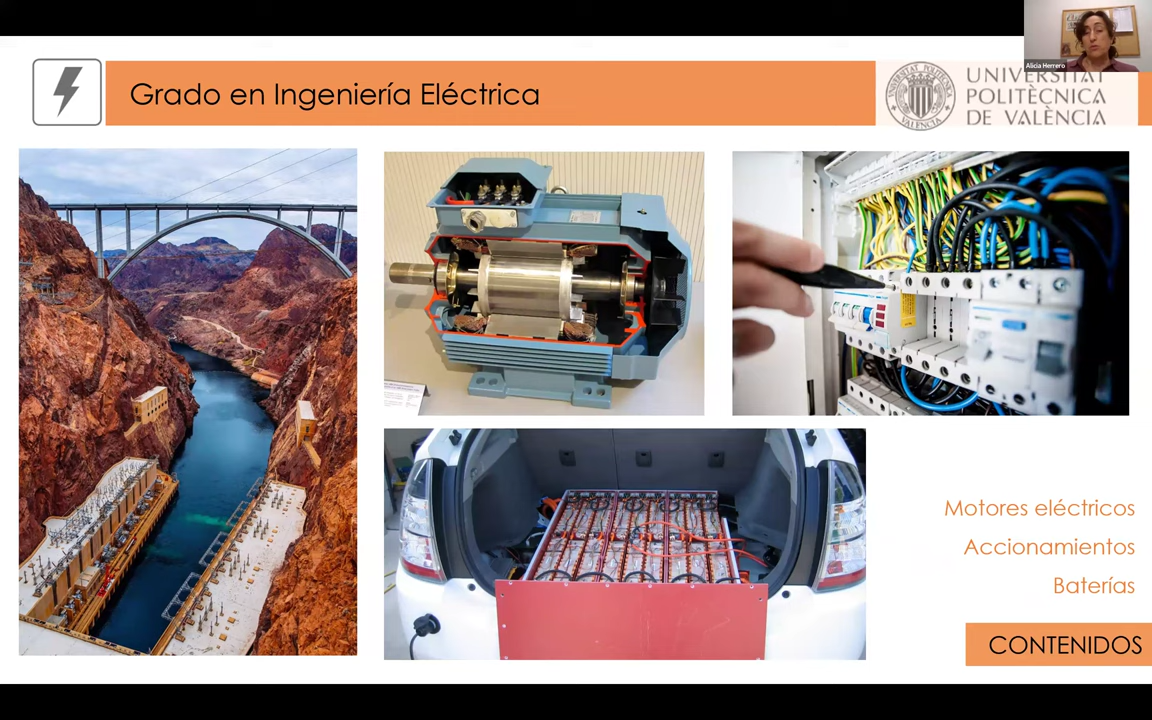 Alicia Herrero
Grado en Ingeniería Eléctrica
UNIVERSITAT
POLITÈCNICA
DE VALÈNCIA
Motores eléctricos
Accionamientos
Baterías
CONTENIDOS